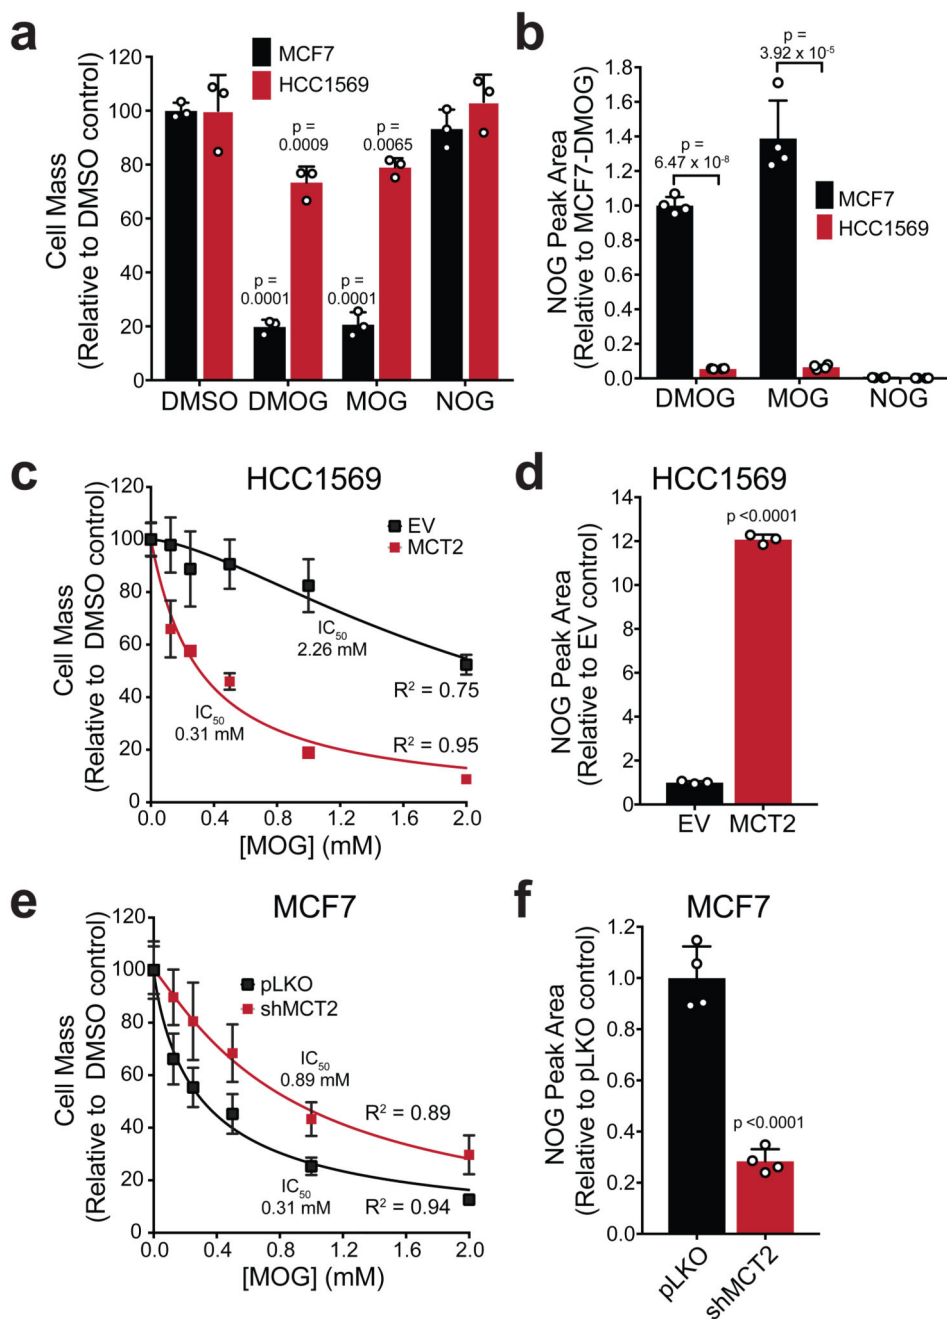 a
MCF7
HCC1569
Cell Mass
(Relative to DMSO control)
120
100
80
60
40
20
0
p =
0.0001
p =
0.0009
p =
0.0001
p =
0.0065
DMSO
DMOG
MOG
NOG
b
NOG Peak Area
(Relative to MCF7-DMOG)
1.8
1.6
1.4
1.2
1.0
0.8
0.6
0.4
0.2
0.0
p =
6.47 x 10-8
p =
3.92 x 10-5
MCF7
HCC1569
DMOG
MOG
NOG
c
HCC1569
Cell Mass
(Relative to DMSO control)
120
100
80
60
40
20
0
EV
MCT2
IC50
2.26 mM
R2 = 0.75
IC50
0.31 mM
R2 = 0.95
0.0
0.4
0.8
1.2
1.6
2.0
[MOG] (mM)
d
HCC1569
NOG Peak Area
(Relative to EV control)
14
12
10
8
6
4
2
0
p <0.0001
EV
MCT2
e
MCF7
Cell Mass
(Relative to DMSO control)
120
100
80
60
40
20
0
pLKO
shMCT2
IC50
0.89 mM
R2 = 0.89
IC50
0.31 mM
R2 = 0.94
0.0
0.4
0.8
1.2
1.6
2.0
[MOG] (mM)
f
MCF7
NOG Peak Area
(Relative to pLKO control)
1.2
1.0
0.8
0.6
0.4
0.2
0.0
p <0.0001
pLKO
shMCT2